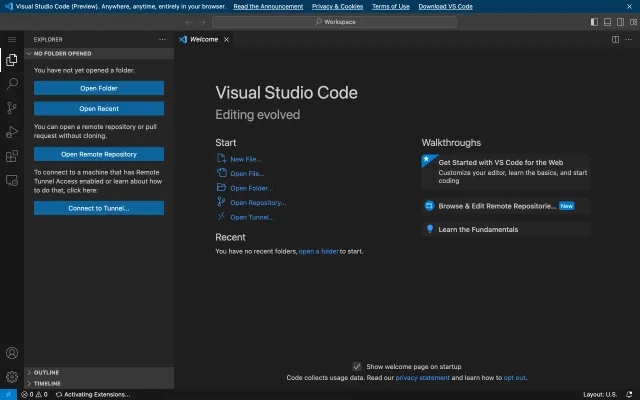 Visual Studio Code (Preview). Anywhere, anytime, entirely in your browser. Read the Announcement Privacy & Cookies Terms of Use Download VS Code
Workspace
EXPLORER
Welcome
NO FOLDER OPENED
You have not yet opened a folder.
Open Folder
Open Recent
You can open a remote repository or pull
request without cloning.
Open Remote Repository
To connect to a machine that has Remote
Tunnel Access enabled or learn about how
to do that, click here:
Connect to Tunnel...
Visual Studio Code
Editing evolved
Start
New File...
Open File...
Open Folder...
Open Repository...
Open Tunnel...
Recent
You have no recent folders, open a folder to start.
Walkthroughs
Get Started with VS Code for the Web
Customize your editor, learn the basics, and start
coding
Browse & Edit Remote Repositorie... New
Learn the Fundamentals
Show welcome page on startup
Code collects usage data. Read our privacy statement and learn how to opt out.
OUTLINE
TIMELINE
0 0 Activating Extensions...
Layout: U.S.